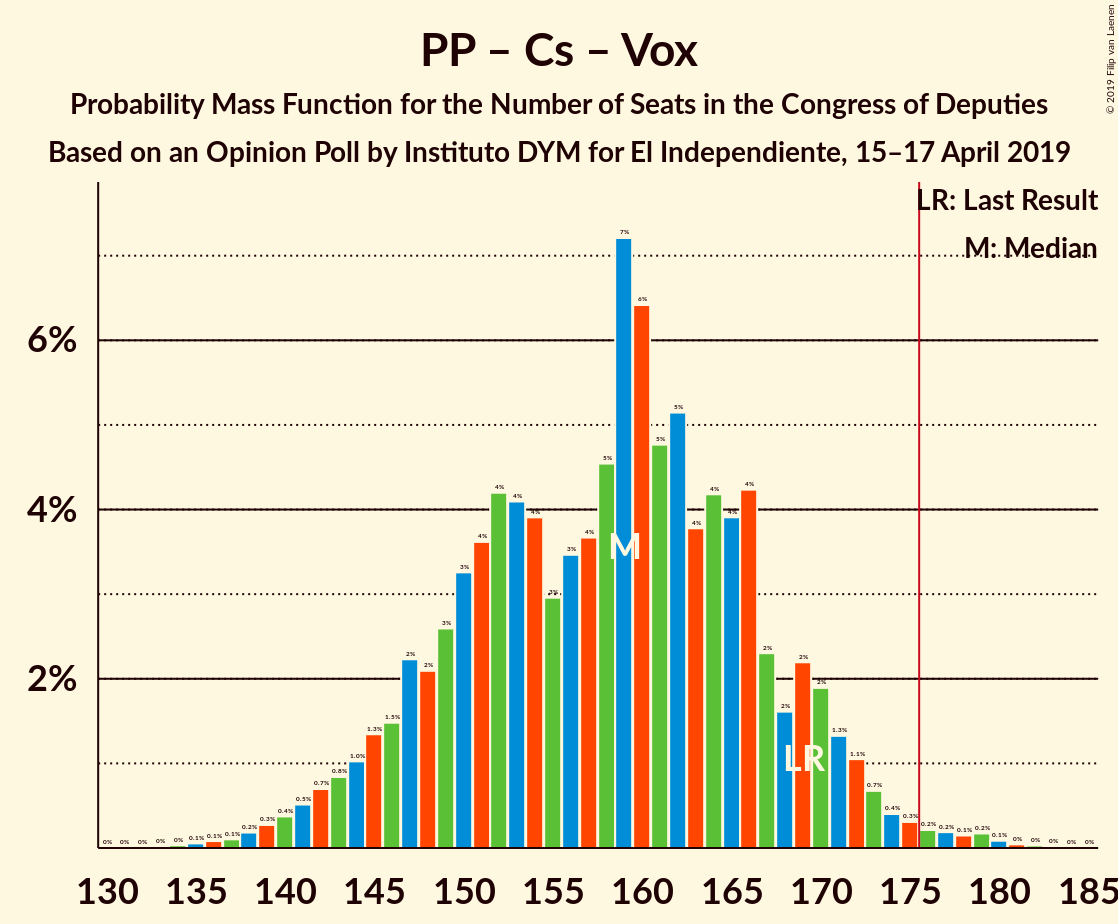 PP – Cs – Vox
Probability Mass Function for the Number of Seats in the Congress of Deputies
Based on an Opinion Poll by Instituto DYM for El Independiente, 15–17 April 2019
© 2019 Filip van Laenen
LR: Last Result
M: Median
6%
4%
2%
0% 0% 0% 0% 0% 0.1% 0.1% 0.1% 0.2% 0.3% 0.4% 0.5% 0.7% 0.8% 1.0% 1.3% 1.5% 2% 2% 3% 3% 4% 4% 4% 4% 3% 3% 4% 5% 7% 6% 5% 5% 4% 4% 4% 4% 2% 2% 2% 2% 1.3% 1.1% 0.7% 0.4% 0.3% 0.2% 0.2% 0.1% 0.2% 0.1% 0% 0% 0% 0% 0%
M
LR
130 135 140 145 150 155 160 165 170 175 180 185